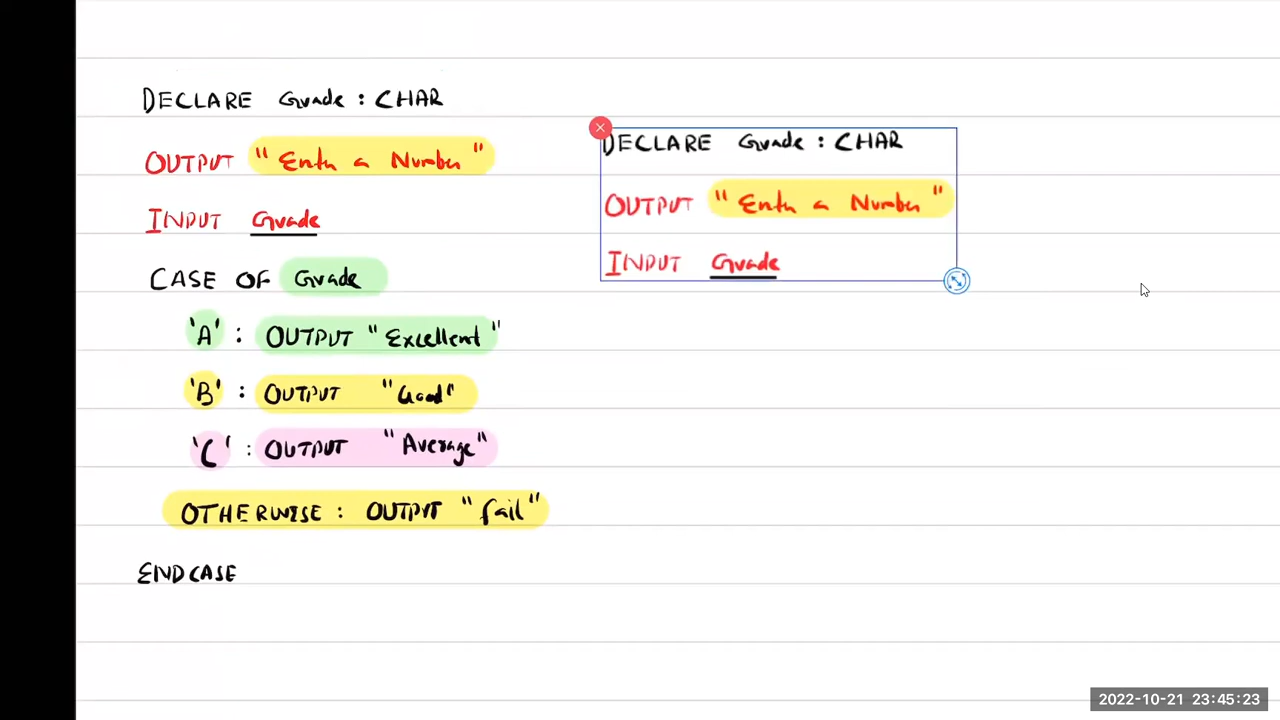 DECLARE Grade : CHAR
OUTPUT "Enter a Number"
INPUT Grade
CASE OF Grade
'A' : OUTPUT "Excellent"
'B' : OUTPUT "Good"
'C' : OUTPUT "Average"
OTHERWISE : OUTPUT "fail"
ENDCASE
DECLARE Grade : CHAR
OUTPUT "Enter a Number"
INPUT Grade
2022-10-21 23:45:23